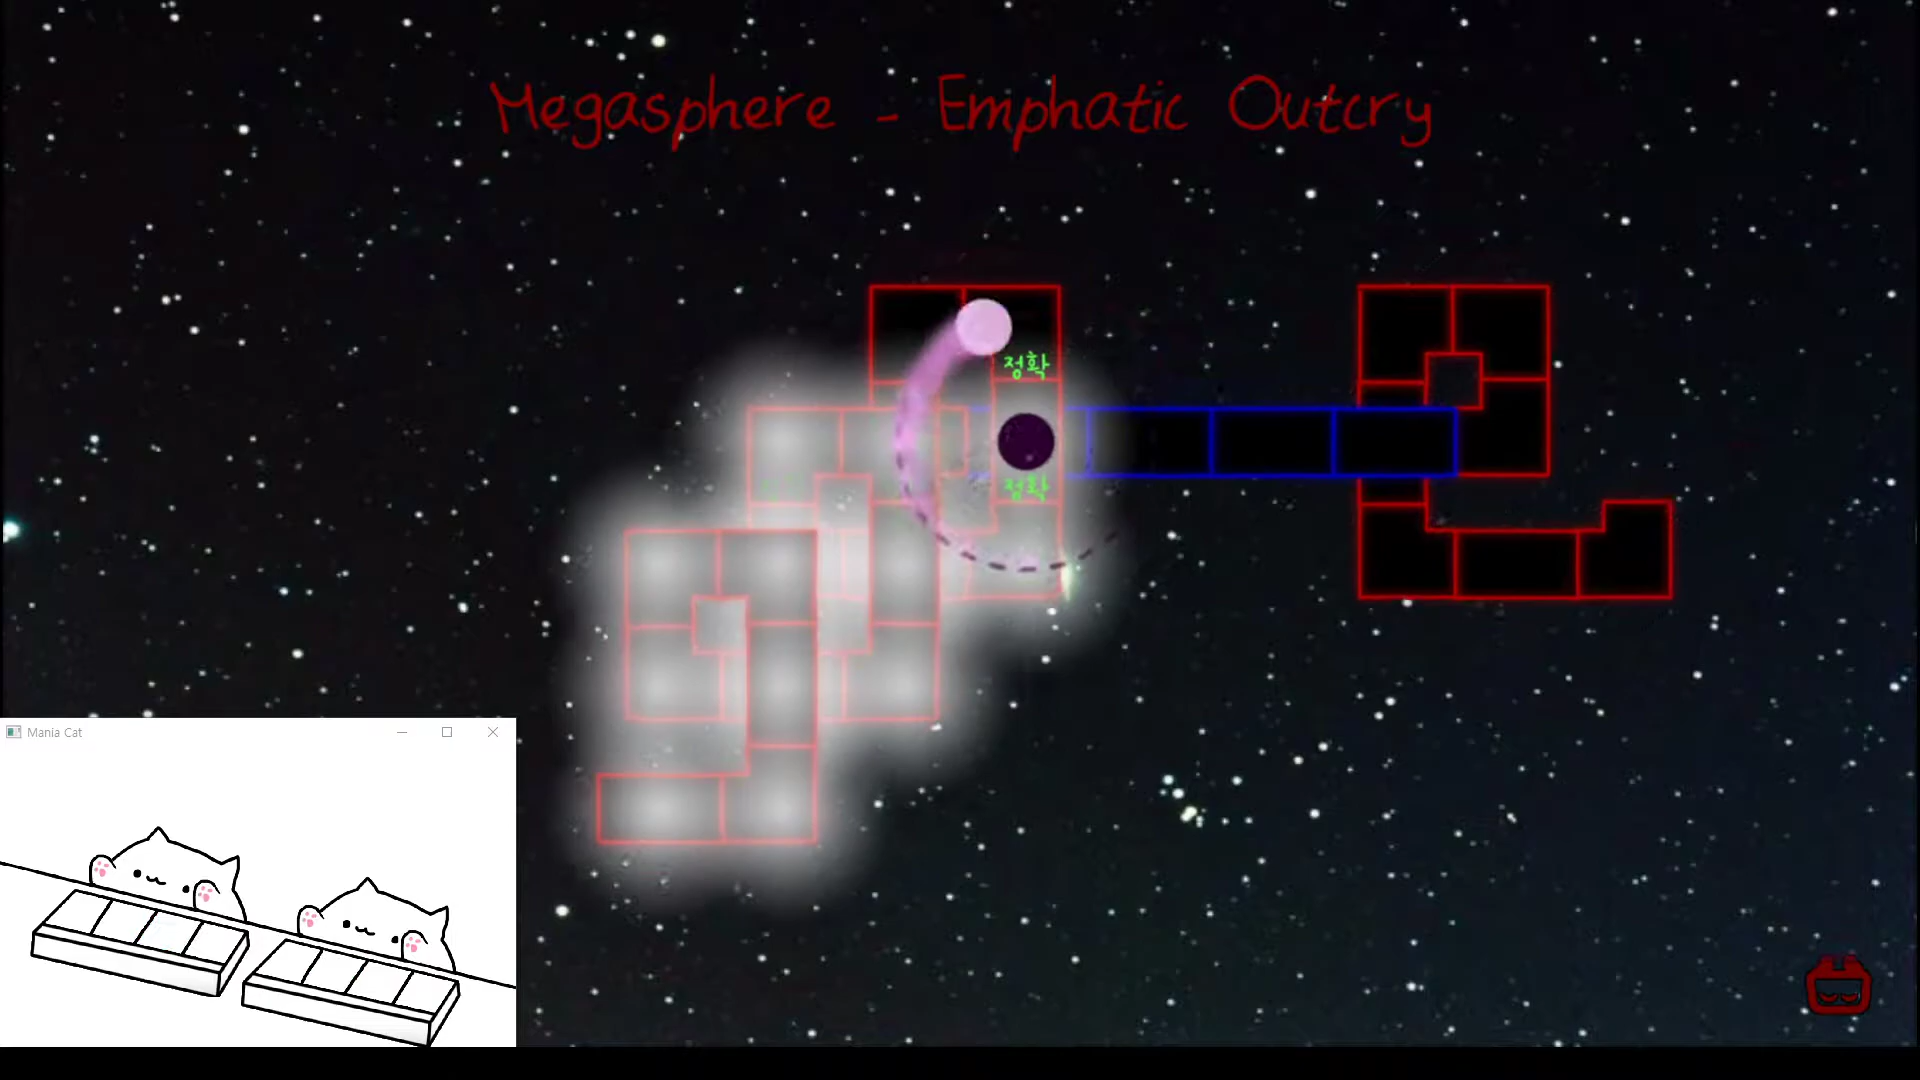 Megasphere - Emphatic Outcry
정확
정확
Mania Cat